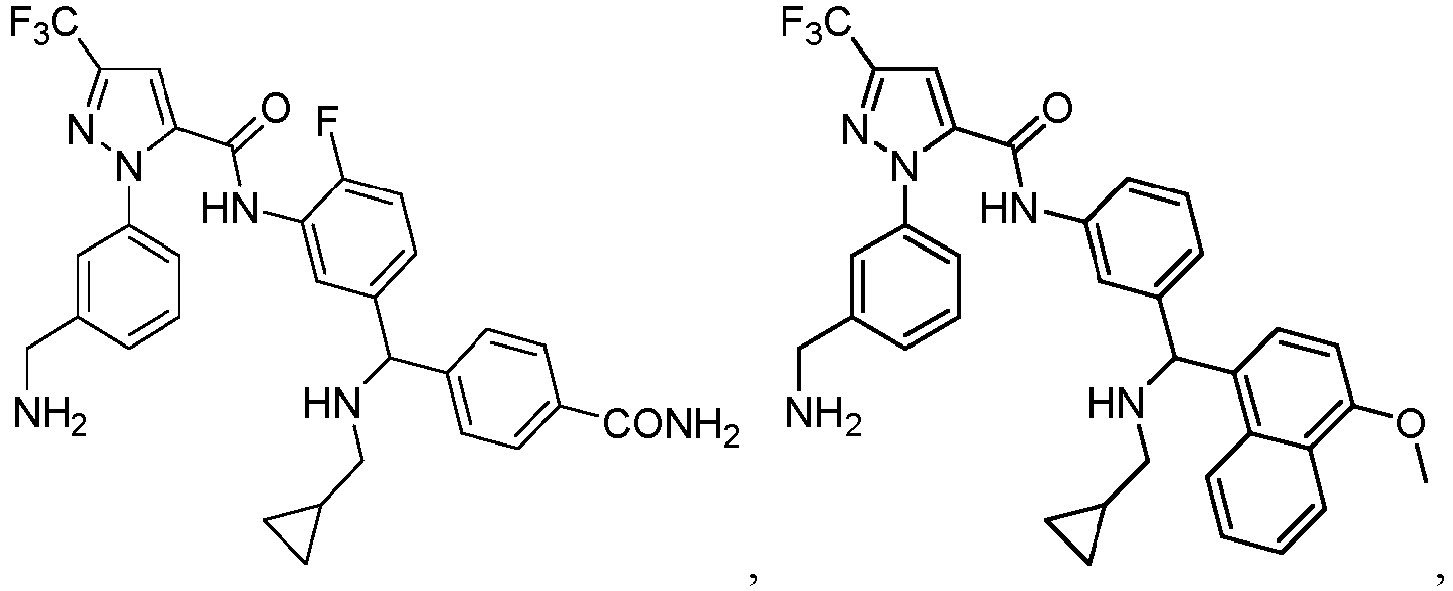 F3C F3C
O F O
N N
N N
HN HN
HN HN
NH2 CONH2 NH2 O
, ,